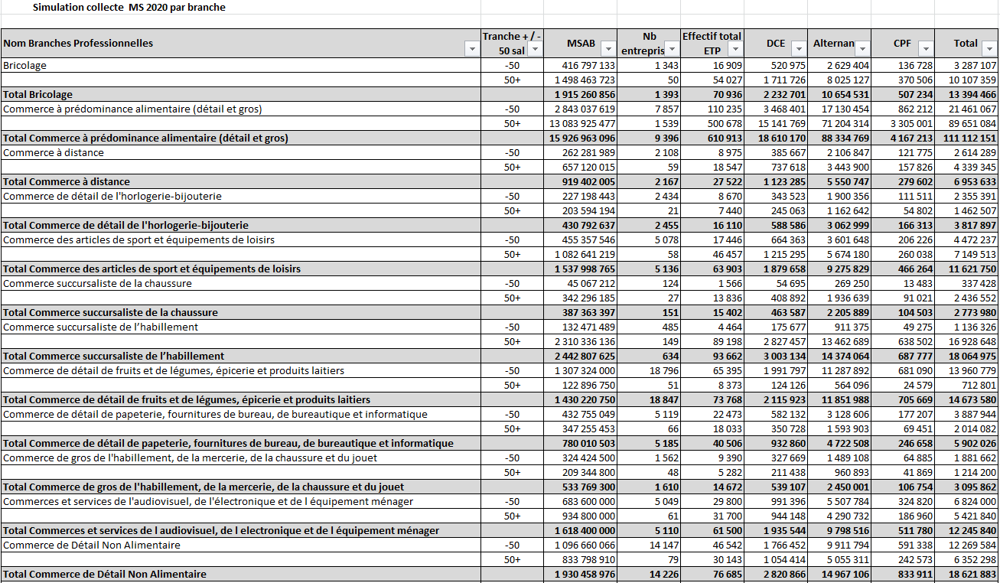 Simulation collecte MS 2020 par branche
Nom Branches Professionnelles Tranche + / - 50 sal MSAB Nb entrepris Effectif total ETP DCE Alternan CPF Total
Bricolage -50 416 797 133 1 343 16 909 520 975 2 629 404 136 728 3 287 107
50+ 1 498 463 723 50 54 027 1 711 726 8 025 127 370 506 10 107 359
Total Bricolage 1 915 260 856 1 393 70 936 2 232 701 10 654 531 507 234 13 394 466
Commerce à prédominance alimentaire (détail et gros) -50 2 843 037 619 7 857 110 235 3 468 401 17 130 454 862 212 21 461 067
50+ 13 083 925 477 1 539 500 678 15 141 769 71 204 314 3 305 001 89 651 084
Total Commerce à prédominance alimentaire (détail et gros) 15 926 963 096 9 396 610 913 18 610 170 88 334 769 4 167 213 111 112 151
Commerce à distance -50 262 281 989 2 108 8 975 385 667 2 106 847 121 775 2 614 289
50+ 657 120 015 59 18 547 737 618 3 443 900 157 826 4 339 345
Total Commerce à distance 919 402 005 2 167 27 522 1 123 285 5 550 747 279 602 6 953 633
Commerce de détail de l'horlogerie-bijouterie -50 227 198 443 2 434 8 670 343 523 1 900 356 111 511 2 355 391
50+ 203 594 194 21 7 440 245 063 1 162 642 54 802 1 462 507
Total Commerce de détail de l'horlogerie-bijouterie 430 792 637 2 455 16 110 588 586 3 062 999 166 313 3 817 897
Commerce des articles de sport et équipements de loisirs -50 455 357 546 5 078 17 446 664 363 3 601 648 206 226 4 472 237
50+ 1 082 641 219 58 46 457 1 215 295 5 674 180 260 038 7 149 513
Total Commerce des articles de sport et équipements de loisirs 1 537 998 765 5 136 63 903 1 879 658 9 275 829 466 264 11 621 750
Commerce succursaliste de la chaussure -50 45 067 212 124 1 566 54 695 269 250 13 483 337 428
50+ 342 296 185 27 13 836 408 892 1 936 639 91 021 2 436 552
Total Commerce succursaliste de la chaussure 387 363 397 151 15 402 463 587 2 205 889 104 503 2 773 980
Commerce succursaliste de l’habillement -50 132 471 489 485 4 464 175 677 911 375 49 275 1 136 326
50+ 2 310 336 136 149 89 198 2 827 457 13 462 689 638 502 16 928 648
Total Commerce succursaliste de l’habillement 2 442 807 625 634 93 662 3 003 134 14 374 064 687 777 18 064 975
Commerce de détail de fruits et de légumes, épicerie et produits laitiers -50 1 307 324 000 18 796 65 395 1 991 797 11 287 892 681 090 13 960 779
50+ 122 896 750 51 8 373 124 126 564 096 24 579 712 801
Total Commerce de détail de fruits et de légumes, épicerie et produits laitiers 1 430 220 750 18 847 73 768 2 115 923 11 851 988 705 669 14 673 580
Commerce de détail de papeterie, fournitures de bureau, de bureautique et informatique -50 432 755 049 5 119 22 473 582 132 3 128 606 177 207 3 887 944
50+ 347 255 453 66 18 033 350 728 1 593 903 69 451 2 014 082
Total Commerce de détail de papeterie, fournitures de bureau, de bureautique et informatique 780 010 503 5 185 40 506 932 860 4 722 508 246 658 5 902 026
Commerce de gros de l'habillement, de la mercerie, de la chaussure et du jouet -50 324 424 500 1 562 9 390 327 669 1 489 108 64 885 1 881 662
50+ 209 344 800 48 5 282 211 438 960 893 41 869 1 214 200
Total Commerce de gros de l'habillement, de la mercerie, de la chaussure et du jouet 533 769 300 1 610 14 672 539 107 2 450 001 106 754 3 095 862
Commerces et services de l'audiovisuel, de l'électronique et de l équipement ménager -50 683 600 000 5 049 29 800 991 396 5 507 784 324 820 6 824 000
50+ 934 800 000 61 31 700 944 148 4 290 732 186 960 5 421 840
Total Commerces et services de l audiovisuel, de l electronique et de l équipement ménager 1 618 400 000 5 110 61 500 1 935 544 9 798 516 511 780 12 245 840
Commerce de Détail Non Alimentaire -50 1 096 660 066 14 147 46 542 1 766 452 9 911 794 591 338 12 269 584
50+ 833 798 910 79 30 143 1 054 414 5 055 311 242 573 6 352 298
Total Commerce de Détail Non Alimentaire 1 930 458 976 14 226 76 685 2 820 866 14 967 106 833 911 18 621 883